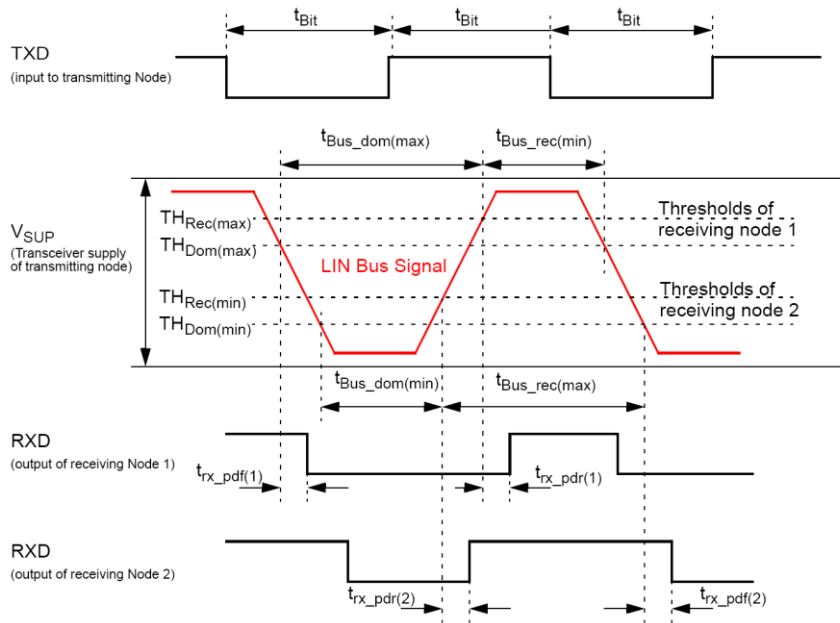 tBit tBit tBit
TXD
(input to transmitting Node)
tBus_dom(max) tBus_rec(min)
THRec(max) Thresholds of
VSUP receiving node 1
(Transceiver supply
of transmitting node)
THDom(max)
LIN Bus Signal
THRec(min) Thresholds of
receiving node 2
THDom(min)
tBus_dom(min) tBus_rec(max)
RXD
(output of receiving Node 1)
trx_pdf(1) trx_pdr(1)
RXD
(output of receiving Node 2)
trx_pdr(2) trx_pdf(2)